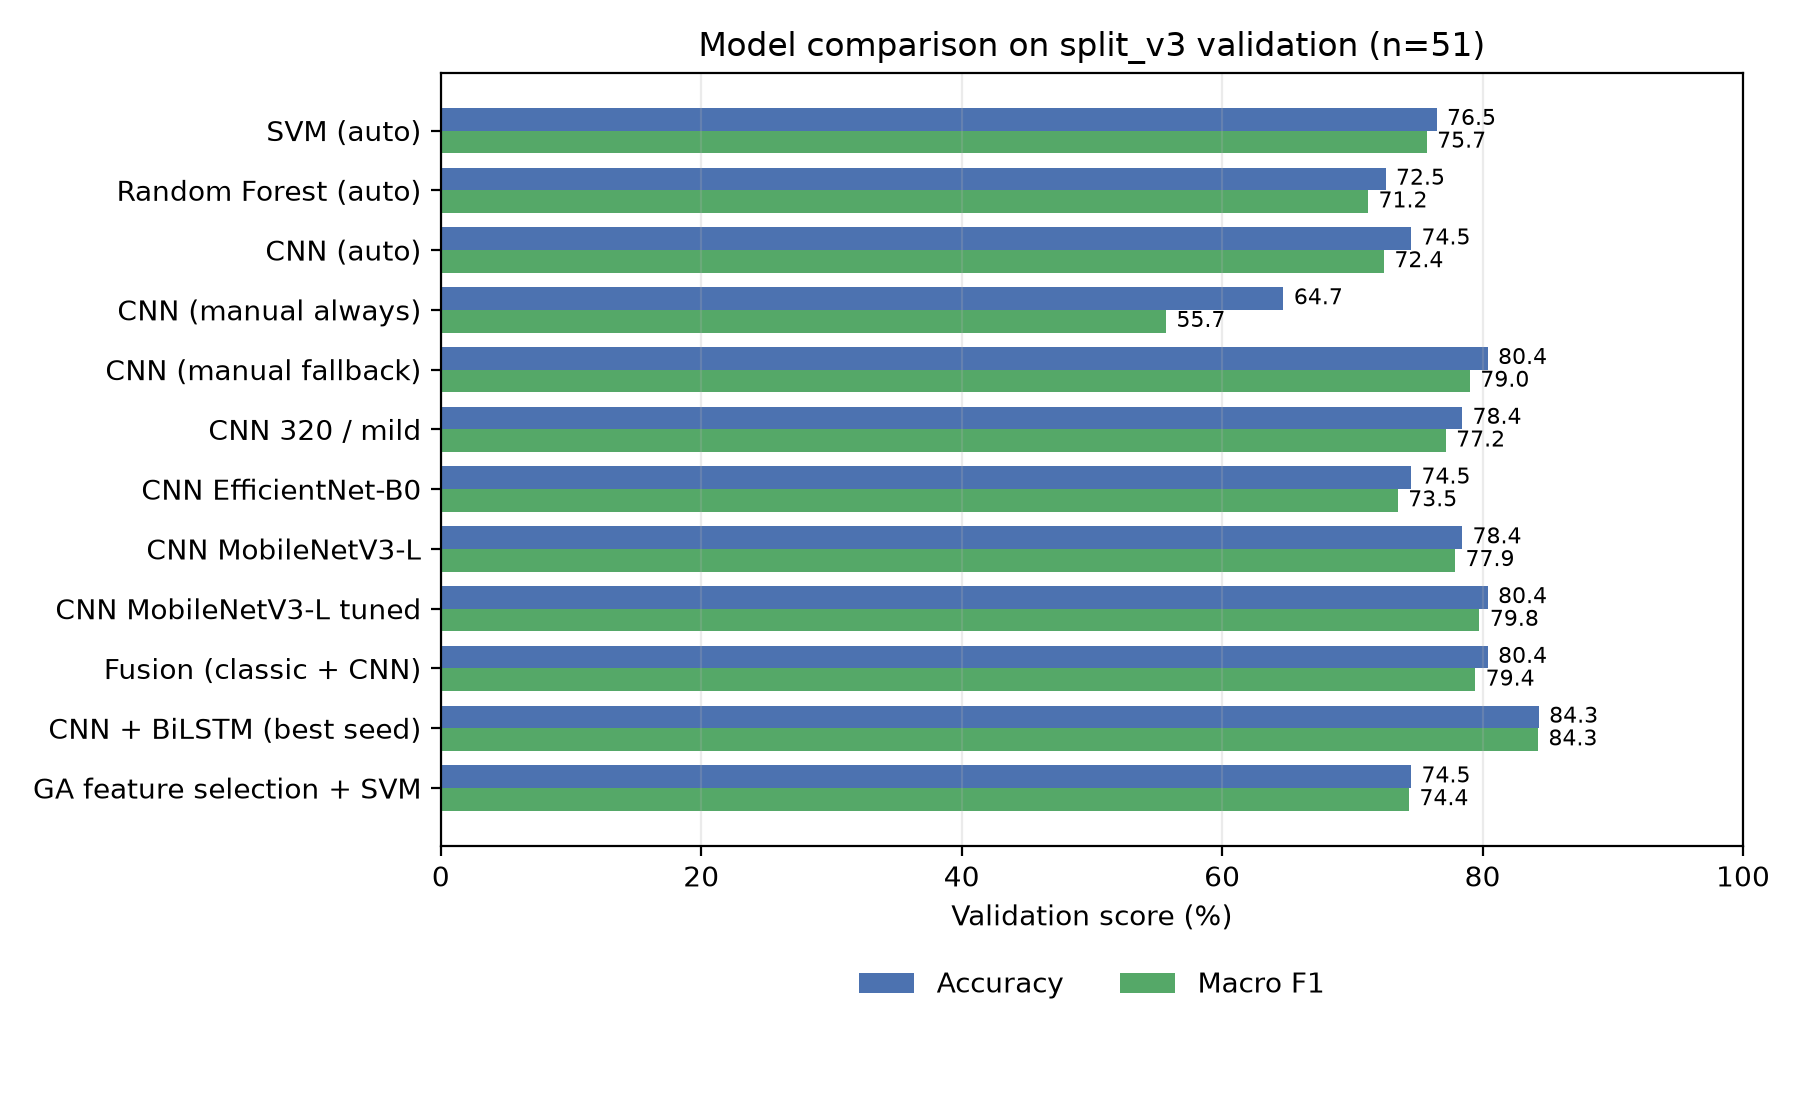 Model comparison on split_v3 validation (n=51)
SVM (auto)
76.5
75.7
Random Forest (auto)
72.5
71.2
CNN (auto)
74.5
72.4
CNN (manual always)
64.7
55.7
CNN (manual fallback)
80.4
79.0
CNN 320 / mild
78.4
77.2
CNN EfficientNet-B0
74.5
73.5
CNN MobileNetV3-L
78.4
77.9
CNN MobileNetV3-L tuned
80.4
79.8
Fusion (classic + CNN)
80.4
79.4
CNN + BiLSTM (best seed)
84.3
84.3
GA feature selection + SVM
74.5
74.4
0 20 40 60 80 100
Validation score (%)
Accuracy Macro F1